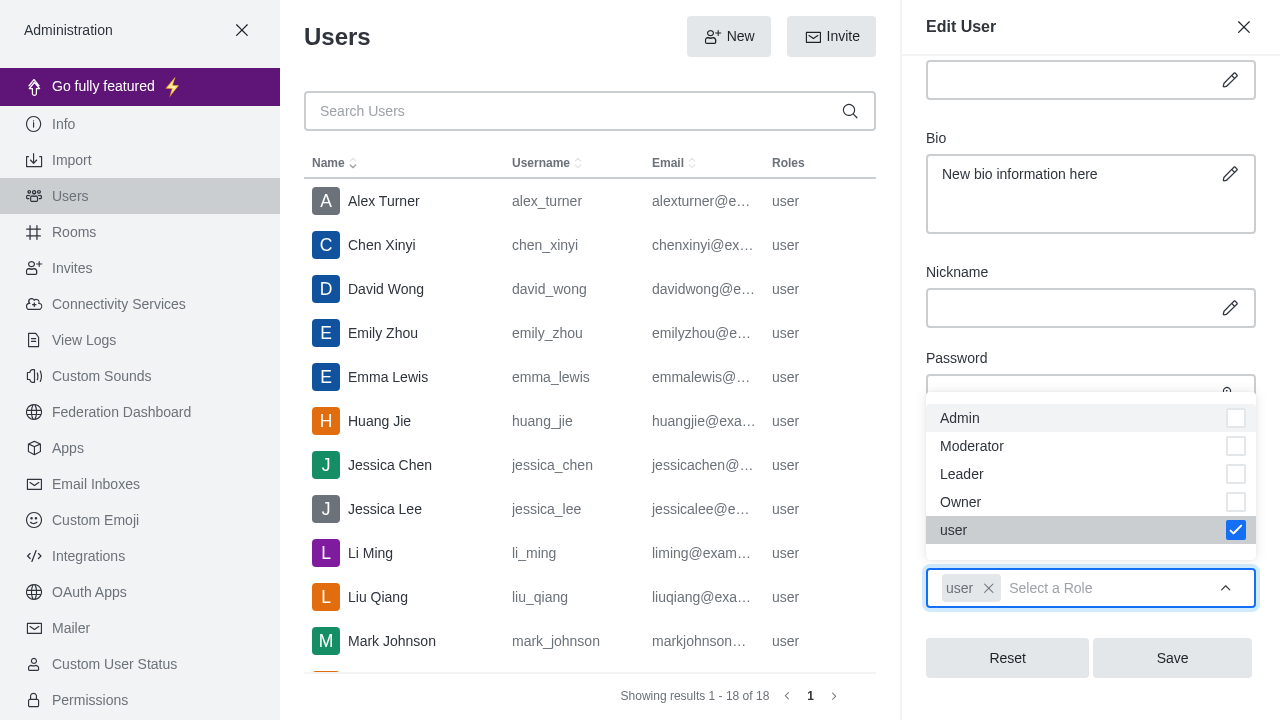 Administration
Go fully featured ⚡
Info
Import
Users
Rooms
Invites
Connectivity Services
View Logs
Custom Sounds
Federation Dashboard
Apps
Email Inboxes
Custom Emoji
Integrations
OAuth Apps
Mailer
Custom User Status
Permissions
Users
New
Invite
Search Users
Name Username Email Roles
A Alex Turner alex_turner alexturner@e… user
C Chen Xinyi chen_xinyi chenxinyi@ex… user
D David Wong david_wong davidwong@e… user
E Emily Zhou emily_zhou emilyzhou@e… user
E Emma Lewis emma_lewis emmalewis@… user
H Huang Jie huang_jie huangjie@exa… user
J Jessica Chen jessica_chen jessicachen@… user
J Jessica Lee jessica_lee jessicalee@e… user
L Li Ming li_ming liming@exam… user
L Liu Qiang liu_qiang liuqiang@exa… user
M Mark Johnson mark_johnson markjohnson… user
Showing results 1 - 18 of 18 1
Edit User
Bio
New bio information here
Nickname
Password
Admin
Moderator
Leader
Owner
user
user Select a Role
Reset
Save